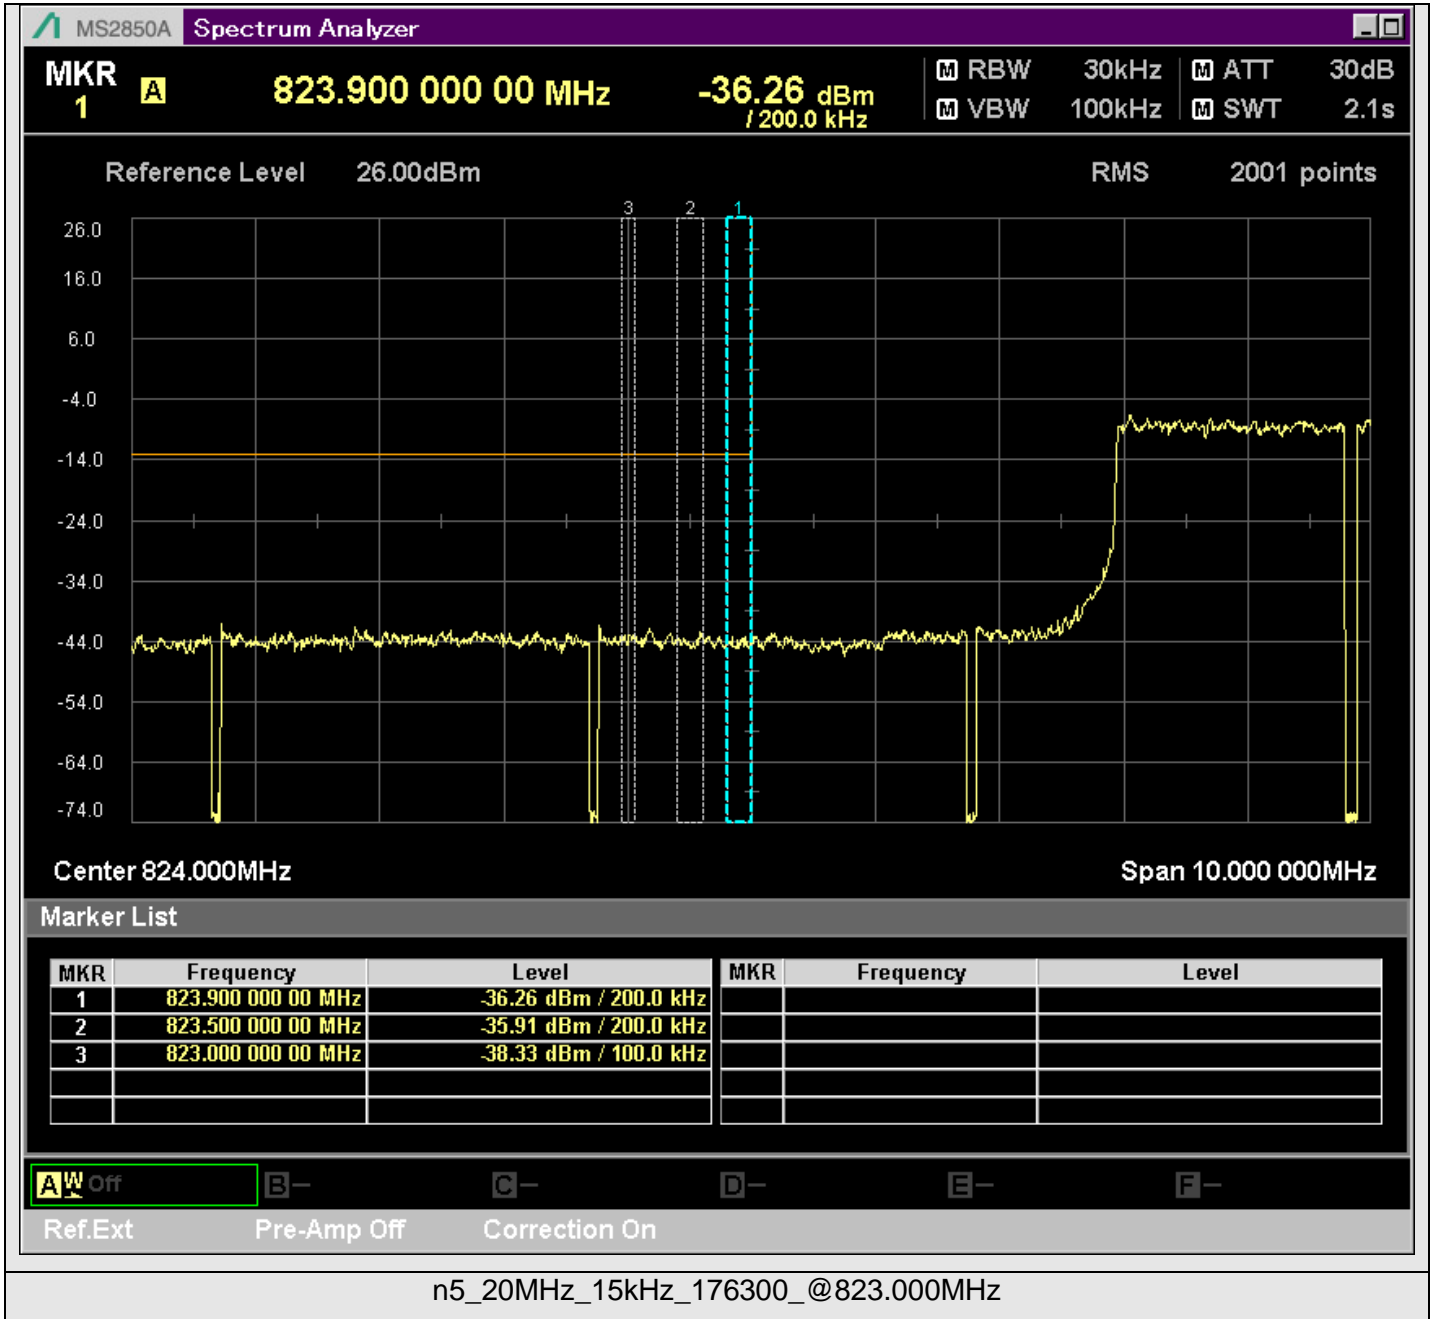 MS2850A Spectrum Analyzer
MKR 1 A 823.900 000 00 MHz -36.26 dBm / 200.0 kHz
M RBW 30kHz M ATT 30dB
M VBW 100kHz M SWT 2.1s
Reference Level 26.00dBm RMS 2001 points
3 2 1
26.0
16.0
6.0
-4.0
-14.0
-24.0
-34.0
-44.0
-54.0
-64.0
-74.0
Center 824.000MHz Span 10.000 000MHz
Marker List
MKR Frequency Level MKR Frequency Level
1 823.900 000 00 MHz -36.26 dBm / 200.0 kHz
2 823.500 000 00 MHz -35.91 dBm / 200.0 kHz
3 823.000 000 00 MHz -38.33 dBm / 100.0 kHz
A W Off B – C – D – E – F –
Ref.Ext Pre-Amp Off Correction On
n5_20MHz_15kHz_176300_@823.000MHz